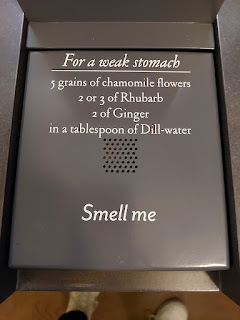 For a weak stomach
5 grains of chamomile flowers
2 or 3 of Rhubarb
2 of Ginger
in a tablespoon of Dill-water
Smell me